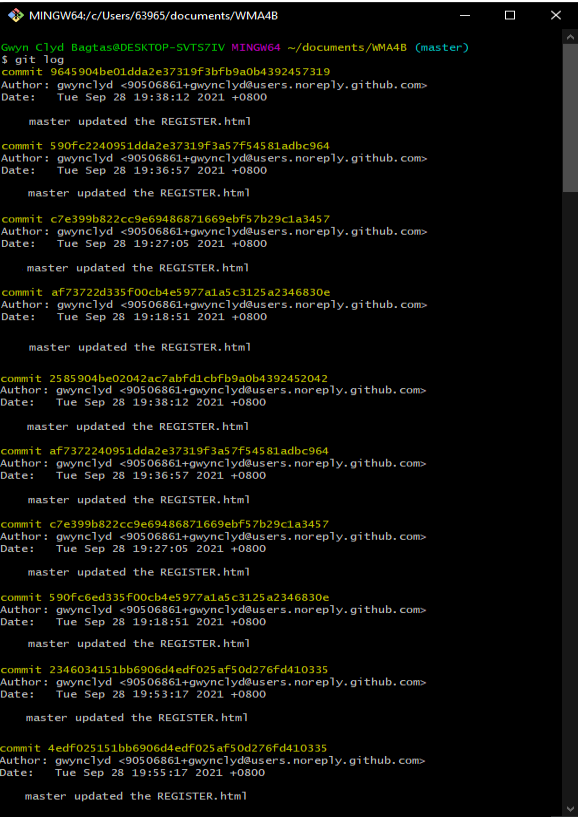 MINGW64:/c/Users/63965/documents/WMA4B
Gwyn Clyd Bagtas@DESKTOP-SVTS7IV MINGW64 ~/documents/WMA4B (master)
$ git log
commit 9645904be01dda2e37319f3bfb9a0b4392457319
Author: gwynclyd <90506861+gwynclyd@users.noreply.github.com>
Date: Tue Sep 28 19:38:12 2021 +0800
master updated the REGISTER.html
commit 590fc2240951dda2e37319f3a57f54581adbc964
Author: gwynclyd <90506861+gwynclyd@users.noreply.github.com>
Date: Tue Sep 28 19:36:57 2021 +0800
master updated the REGISTER.html
commit c7e399b822cc9e69486871669ebf57b29c1a3457
Author: gwynclyd <90506861+gwynclyd@users.noreply.github.com>
Date: Tue Sep 28 19:27:05 2021 +0800
master updated the REGISTER.html
commit af73722d335f00cb4e5977a1a5c3125a2346830e
Author: gwynclyd <90506861+gwynclyd@users.noreply.github.com>
Date: Tue Sep 28 19:18:51 2021 +0800
master updated the REGISTER.html
commit 2585904be02042ac7abfd1cbfb9a0b4392452042
Author: gwynclyd <90506861+gwynclyd@users.noreply.github.com>
Date: Tue Sep 28 19:38:12 2021 +0800
master updated the REGISTER.html
commit af7372240951dda2e37319f3a57f54581adbc964
Author: gwynclyd <90506861+gwynclyd@users.noreply.github.com>
Date: Tue Sep 28 19:36:57 2021 +0800
master updated the REGISTER.html
commit c7e399b822cc9e69486871669ebf57b29c1a3457
Author: gwynclyd <90506861+gwynclyd@users.noreply.github.com>
Date: Tue Sep 28 19:27:05 2021 +0800
master updated the REGISTER.html
commit 590fc6ed335f00cb4e5977a1a5c3125a2346830e
Author: gwynclyd <90506861+gwynclyd@users.noreply.github.com>
Date: Tue Sep 28 19:18:51 2021 +0800
master updated the REGISTER.html
commit 2346034151bb6906d4edf025af50d276fd410335
Author: gwynclyd <90506861+gwynclyd@users.noreply.github.com>
Date: Tue Sep 28 19:53:17 2021 +0800
master updated the REGISTER.html
commit 4edf025151bb6906d4edf025af50d276fd410335
Author: gwynclyd <90506861+gwynclyd@users.noreply.github.com>
Date: Tue Sep 28 19:55:17 2021 +0800
master updated the REGISTER.html